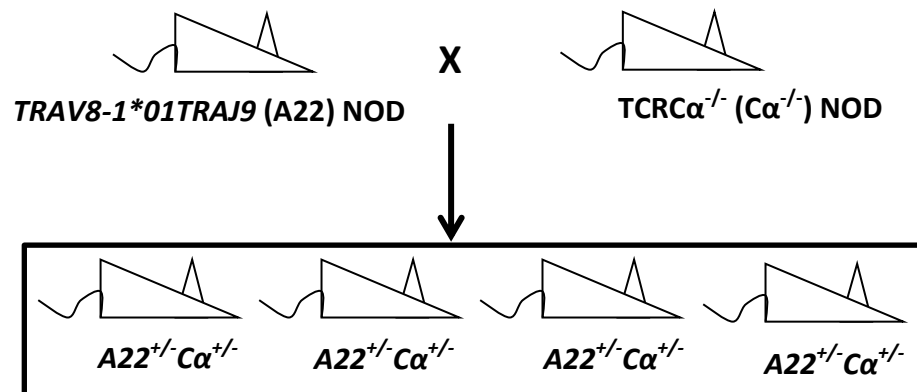 X
TRAV8-1*01TRAJ9 (A22) NOD TCRCα-/- (Cα-/-) NOD
A22+/-Cα+/- A22+/-Cα+/- A22+/-Cα+/- A22+/-Cα+/-